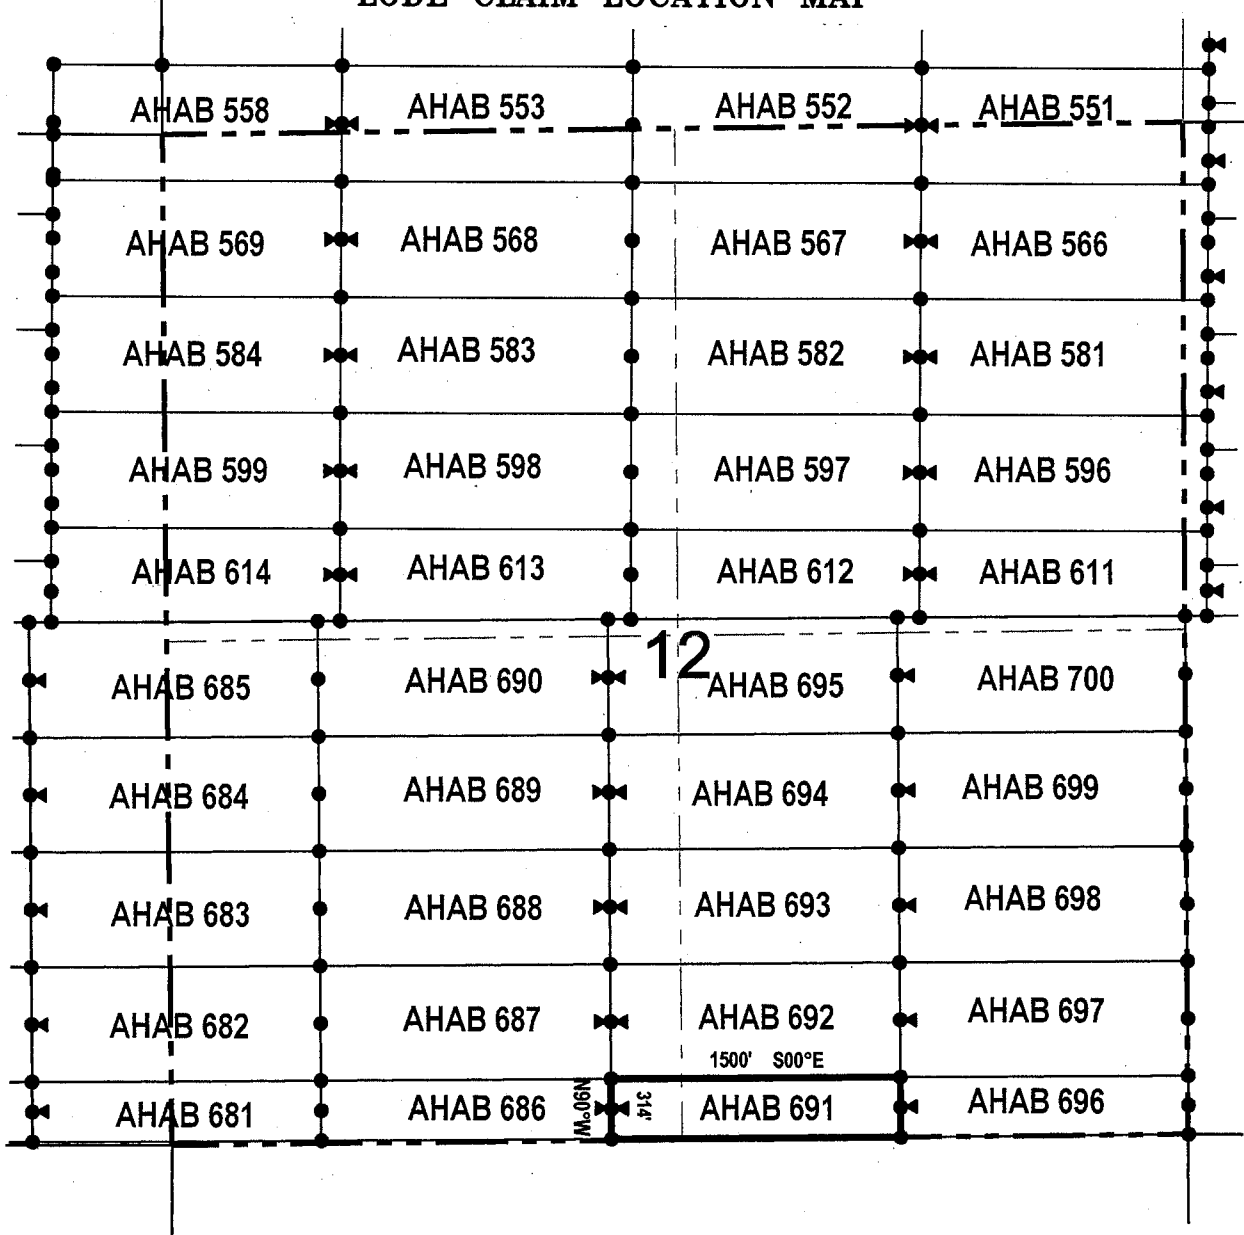 LODE CLAIM LOCATION MAP
AHAB 558 AHAB 553 AHAB 552 AHAB 551
AHAB 569 AHAB 568 AHAB 567 AHAB 566
AHAB 584 AHAB 583 AHAB 582 AHAB 581
AHAB 599 AHAB 598 AHAB 597 AHAB 596
AHAB 614 AHAB 613 AHAB 612 AHAB 611
12
AHAB 685 AHAB 690 AHAB 695 AHAB 700
AHAB 684 AHAB 689 AHAB 694 AHAB 699
AHAB 683 AHAB 688 AHAB 693 AHAB 698
AHAB 682 AHAB 687 AHAB 692 AHAB 697
1500' S00°E
AHAB 681 AHAB 686 N90°W 314' AHAB 691 AHAB 696